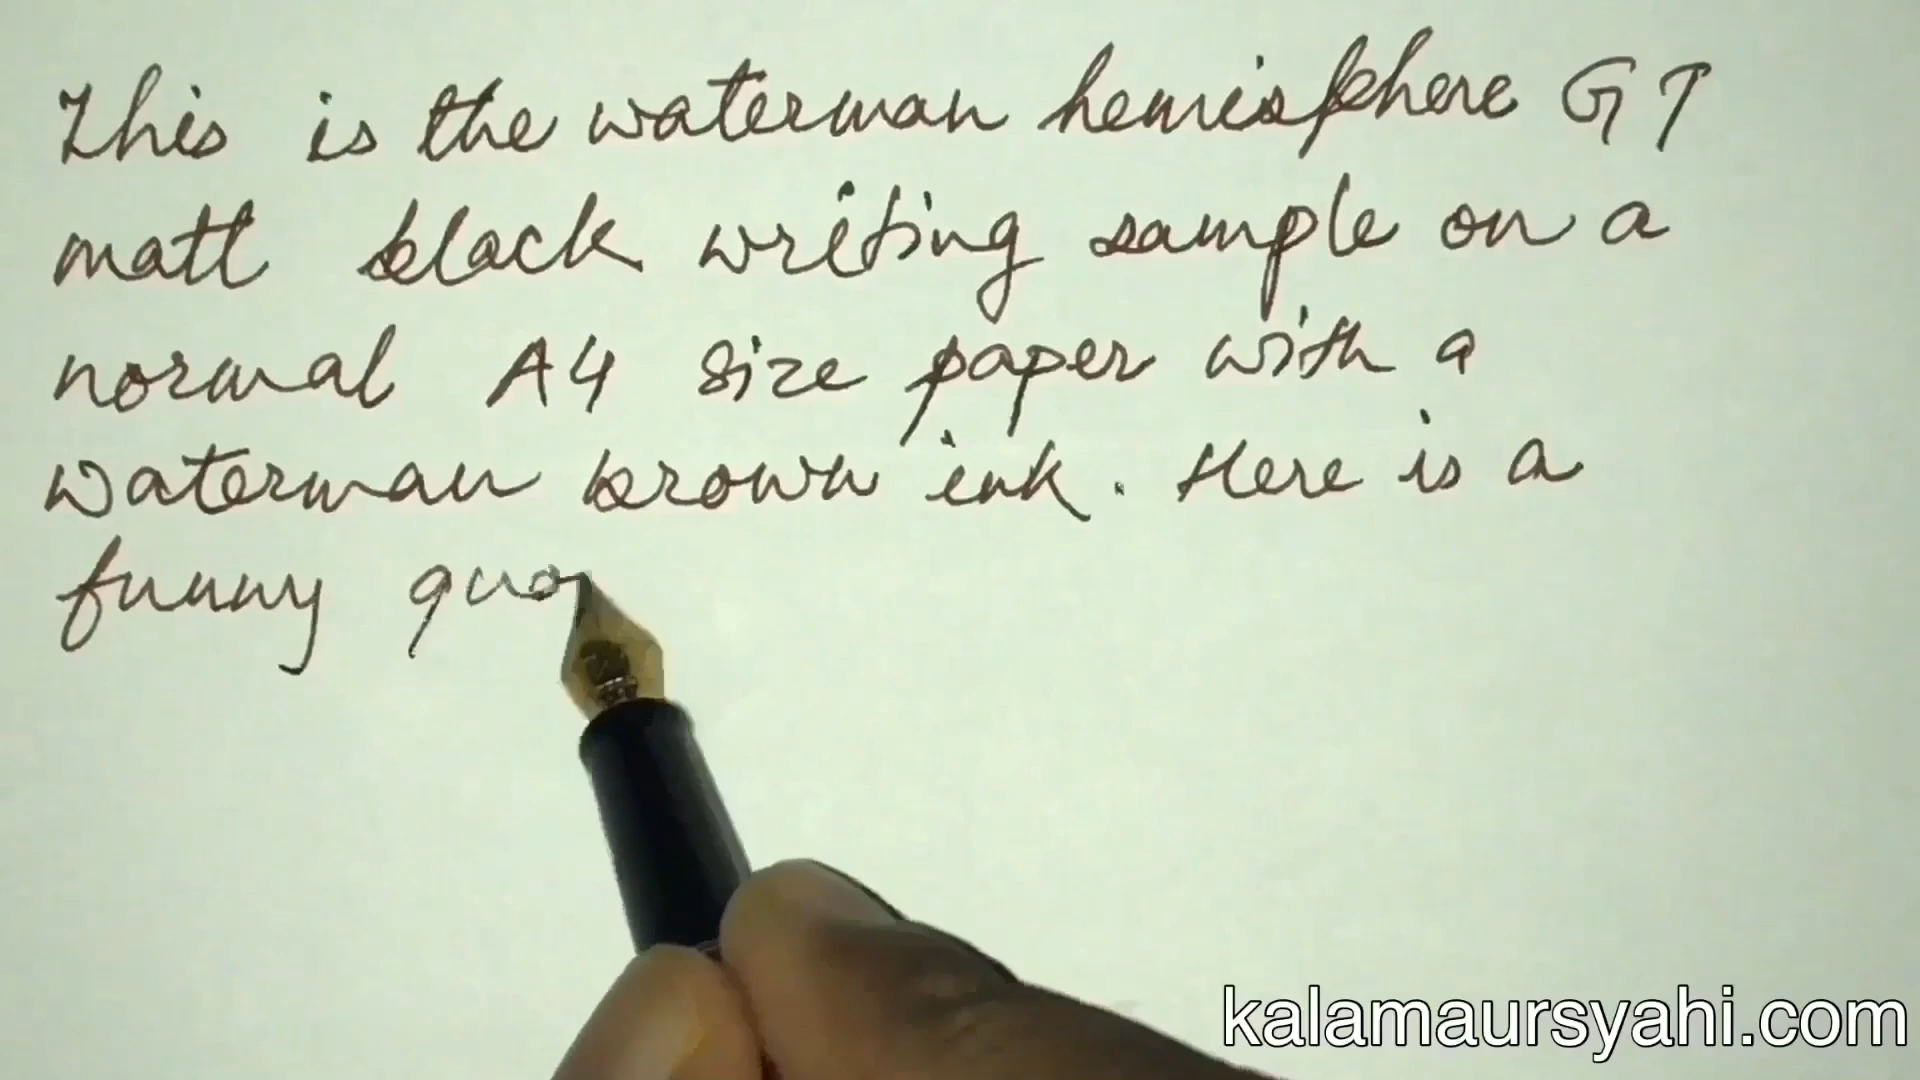 This is the waterman hemisphere GT
matt black writing sample on a
normal A4 size paper with a
Waterman brown ink. Here is a
funny quo
kalamaursyahi.com